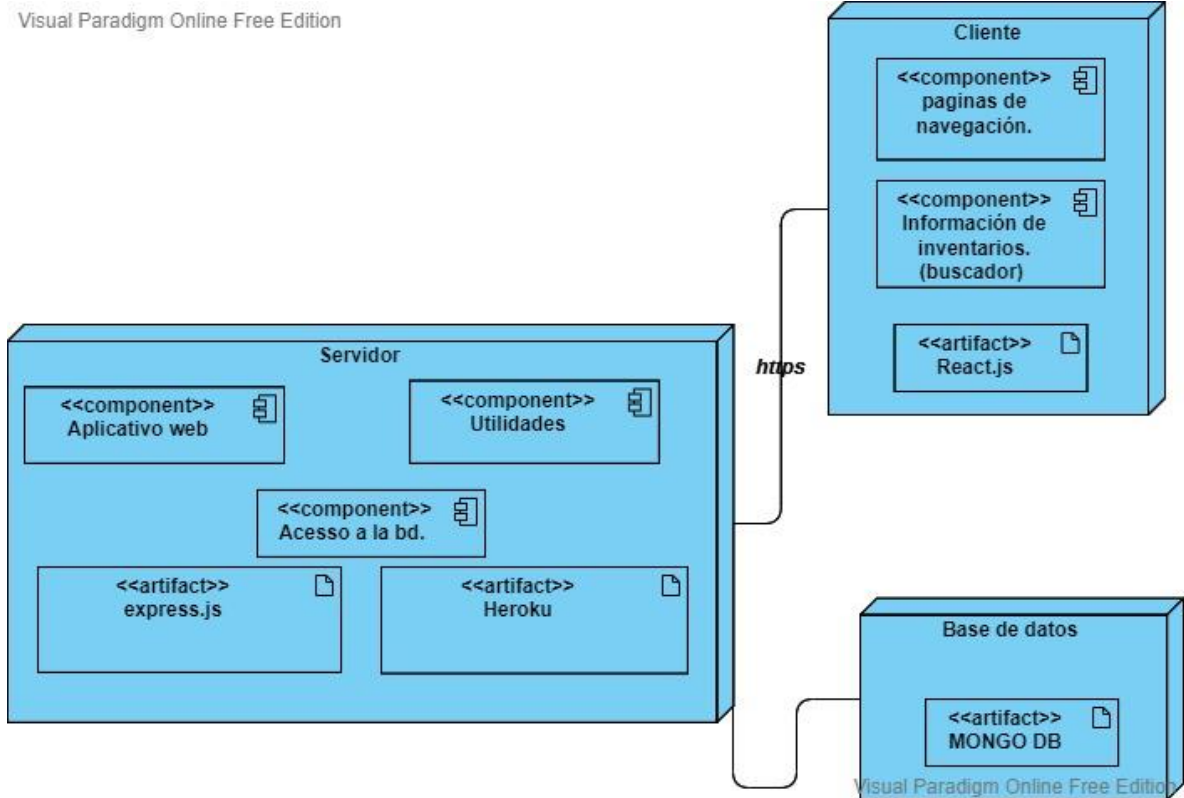 Visual Paradigm Online Free Edition
Cliente
<<component>>
paginas de
navegación.
<<component>>
Información de
inventarios.
(buscador)
<<artifact>>
React.js
https
Servidor
<<component>>
Aplicativo web
<<component>>
Utilidades
<<component>>
Acesso a la bd.
<<artifact>>
express.js
<<artifact>>
Heroku
Base de datos
<<artifact>>
MONGO DB
Visual Paradigm Online Free Edition